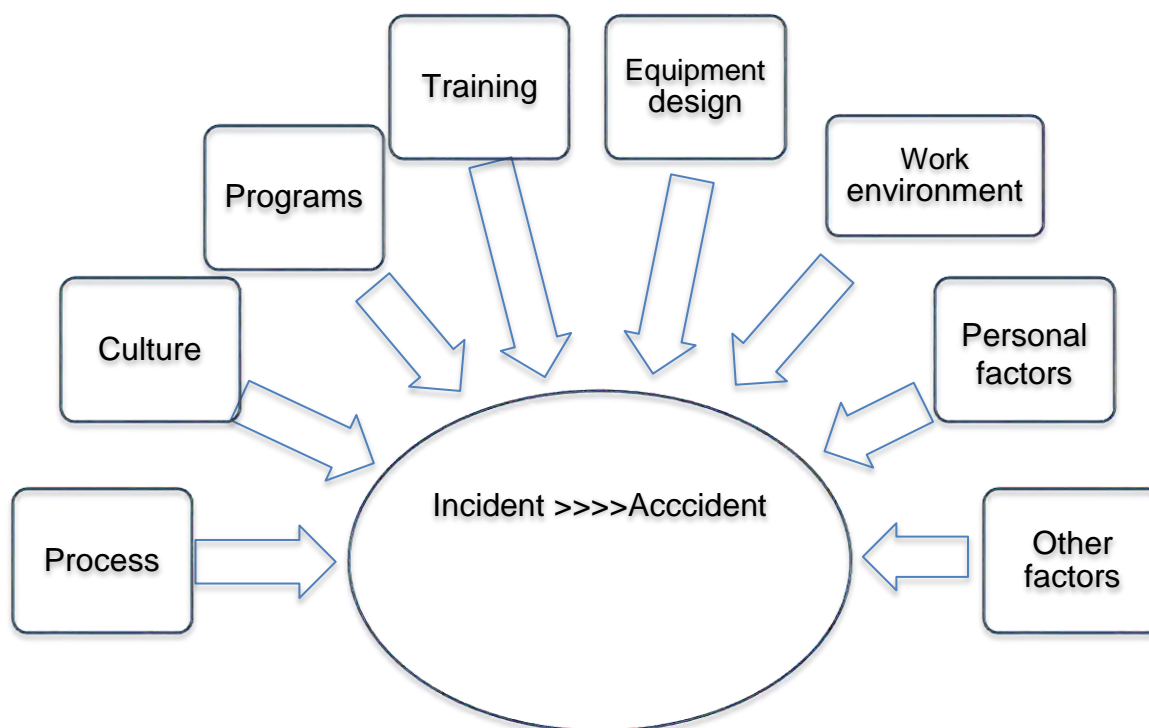 Training
Equipment
design
Programs
Work
environment
Culture
Personal
factors
Incident >>>>Acccident
Process
Other
factors